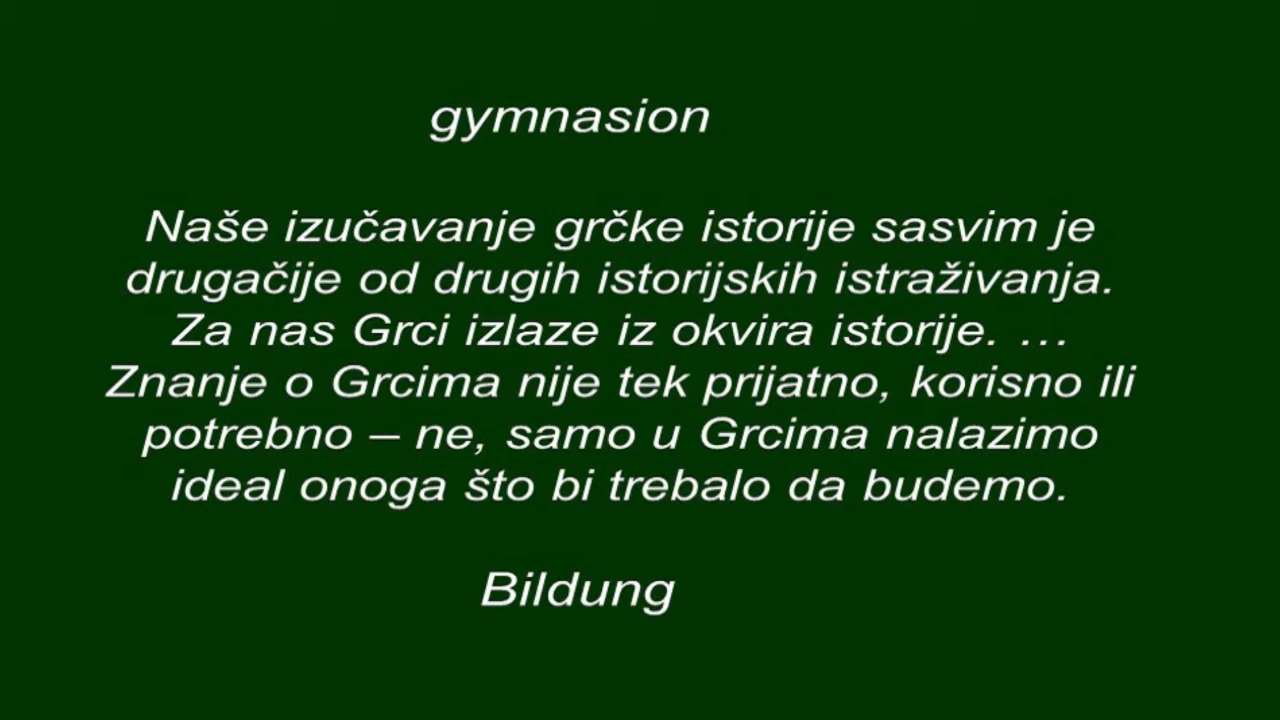 gymnasion
Naše izučavanje grčke istorije sasvim je
drugačije od drugih istorijskih istraživanja.
Za nas Grci izlaze iz okvira istorije. …
Znanje o Grcima nije tek prijatno, korisno ili
potrebno – ne, samo u Grcima nalazimo
ideal onoga što bi trebalo da budemo.
Bildung